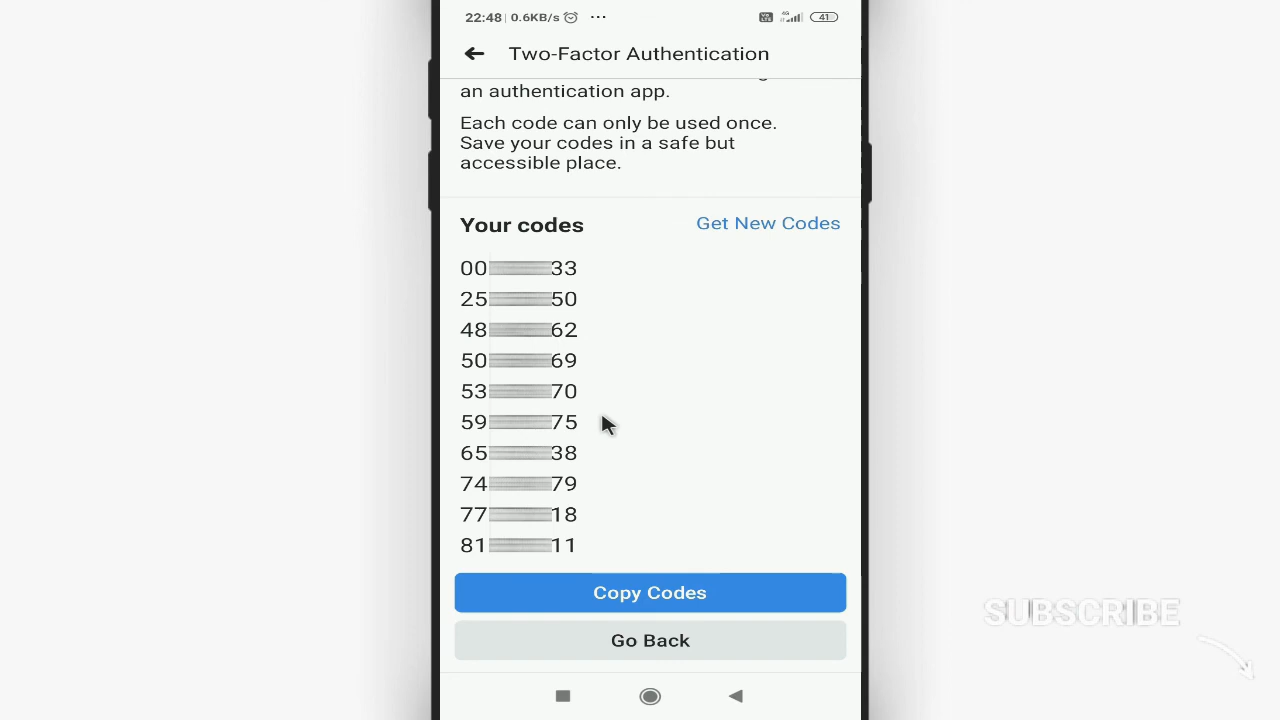 22:48 0.6KB/s ... 4G 41
Two-Factor Authentication
an authentication app.
Each code can only be used once.
Save your codes in a safe but
accessible place.
Your codes
Get New Codes
00 33
25 50
48 62
50 69
53 70
59 75
65 38
74 79
77 18
81 11
Copy Codes
Go Back
SUBSCRIBE